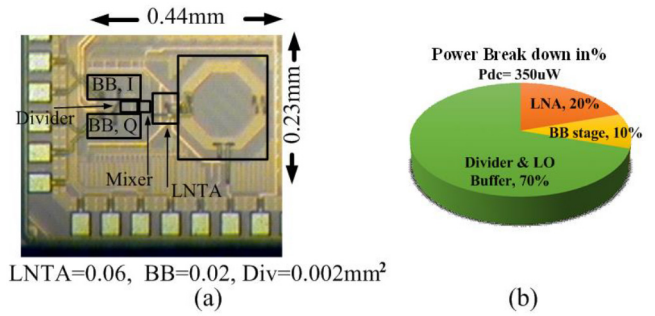 0.44mm
(a)
BB, I
Divider
BB, Q
Mixer
LNTA
0.23mm
LNTA=0.06, BB=0.02, Div=0.002mm²
(a)
Power Break down in%
Pdc= 350uW
LNA, 20%
BB stage, 10%
Divider & LO
Buffer, 70%
(b)